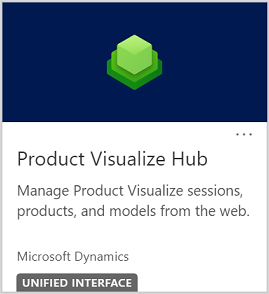 Product Visualize Hub
Manage Product Visualize sessions,
products, and models from the web.
Microsoft Dynamics
UNIFIED INTERFACE